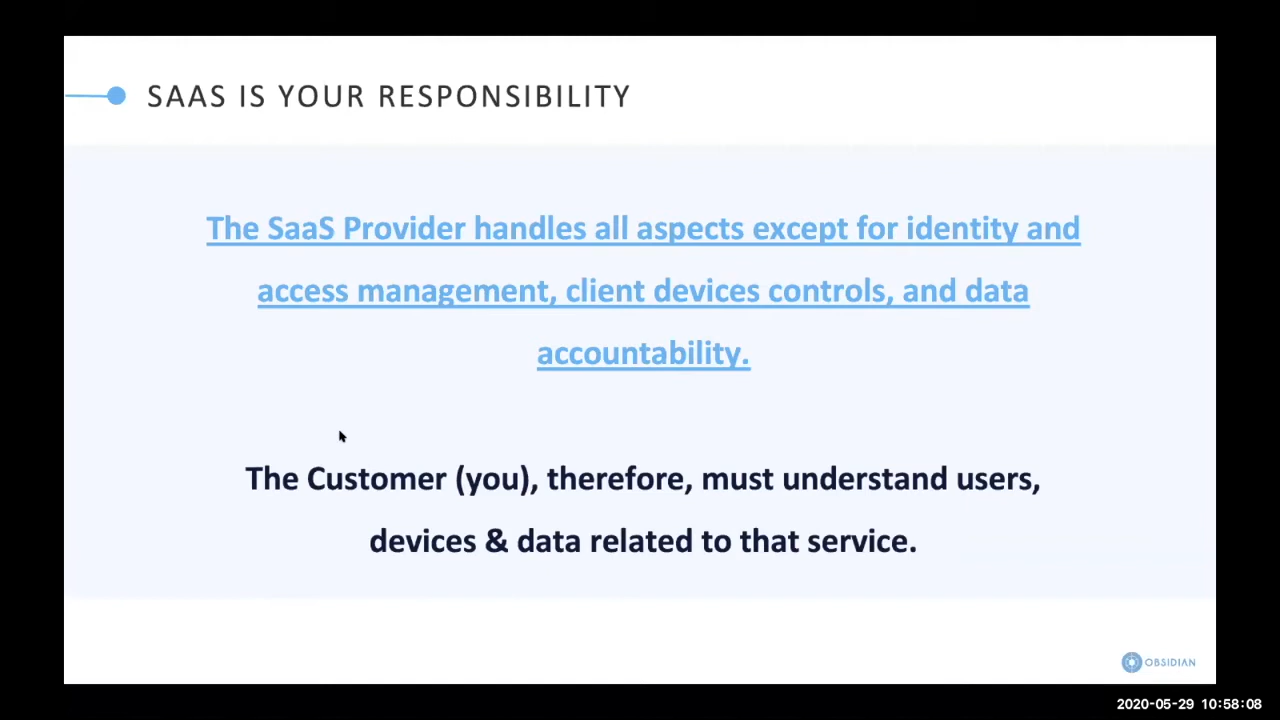 SAAS IS YOUR RESPONSIBILITY
The SaaS Provider handles all aspects except for identity and
access management, client devices controls, and data
accountability.
The Customer (you), therefore, must understand users,
devices & data related to that service.
OBSIDIAN
2020-05-29 10:58:08